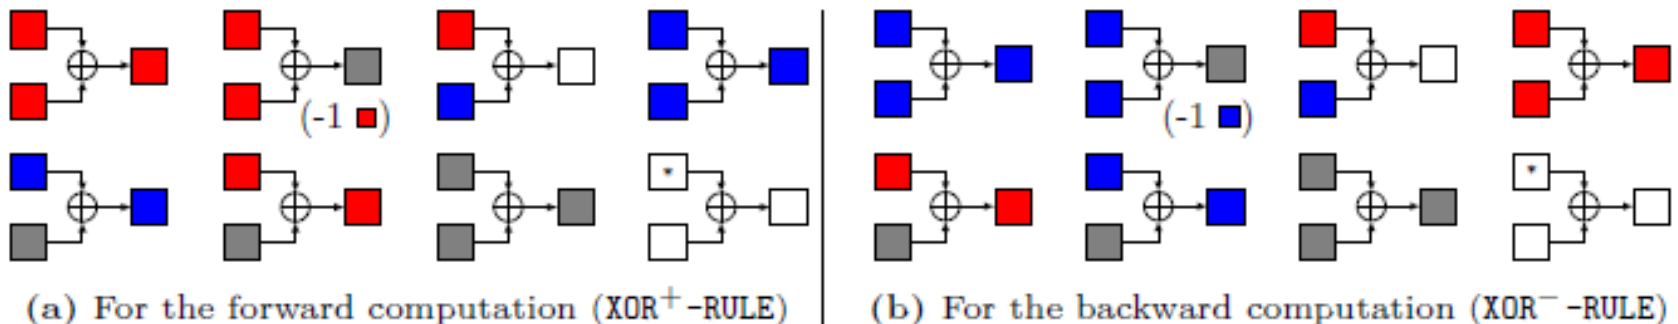 (-1 )
(-1 )
*
*
(a) For the forward computation (XOR⁺-RULE)
(b) For the backward computation (XOR⁻-RULE)